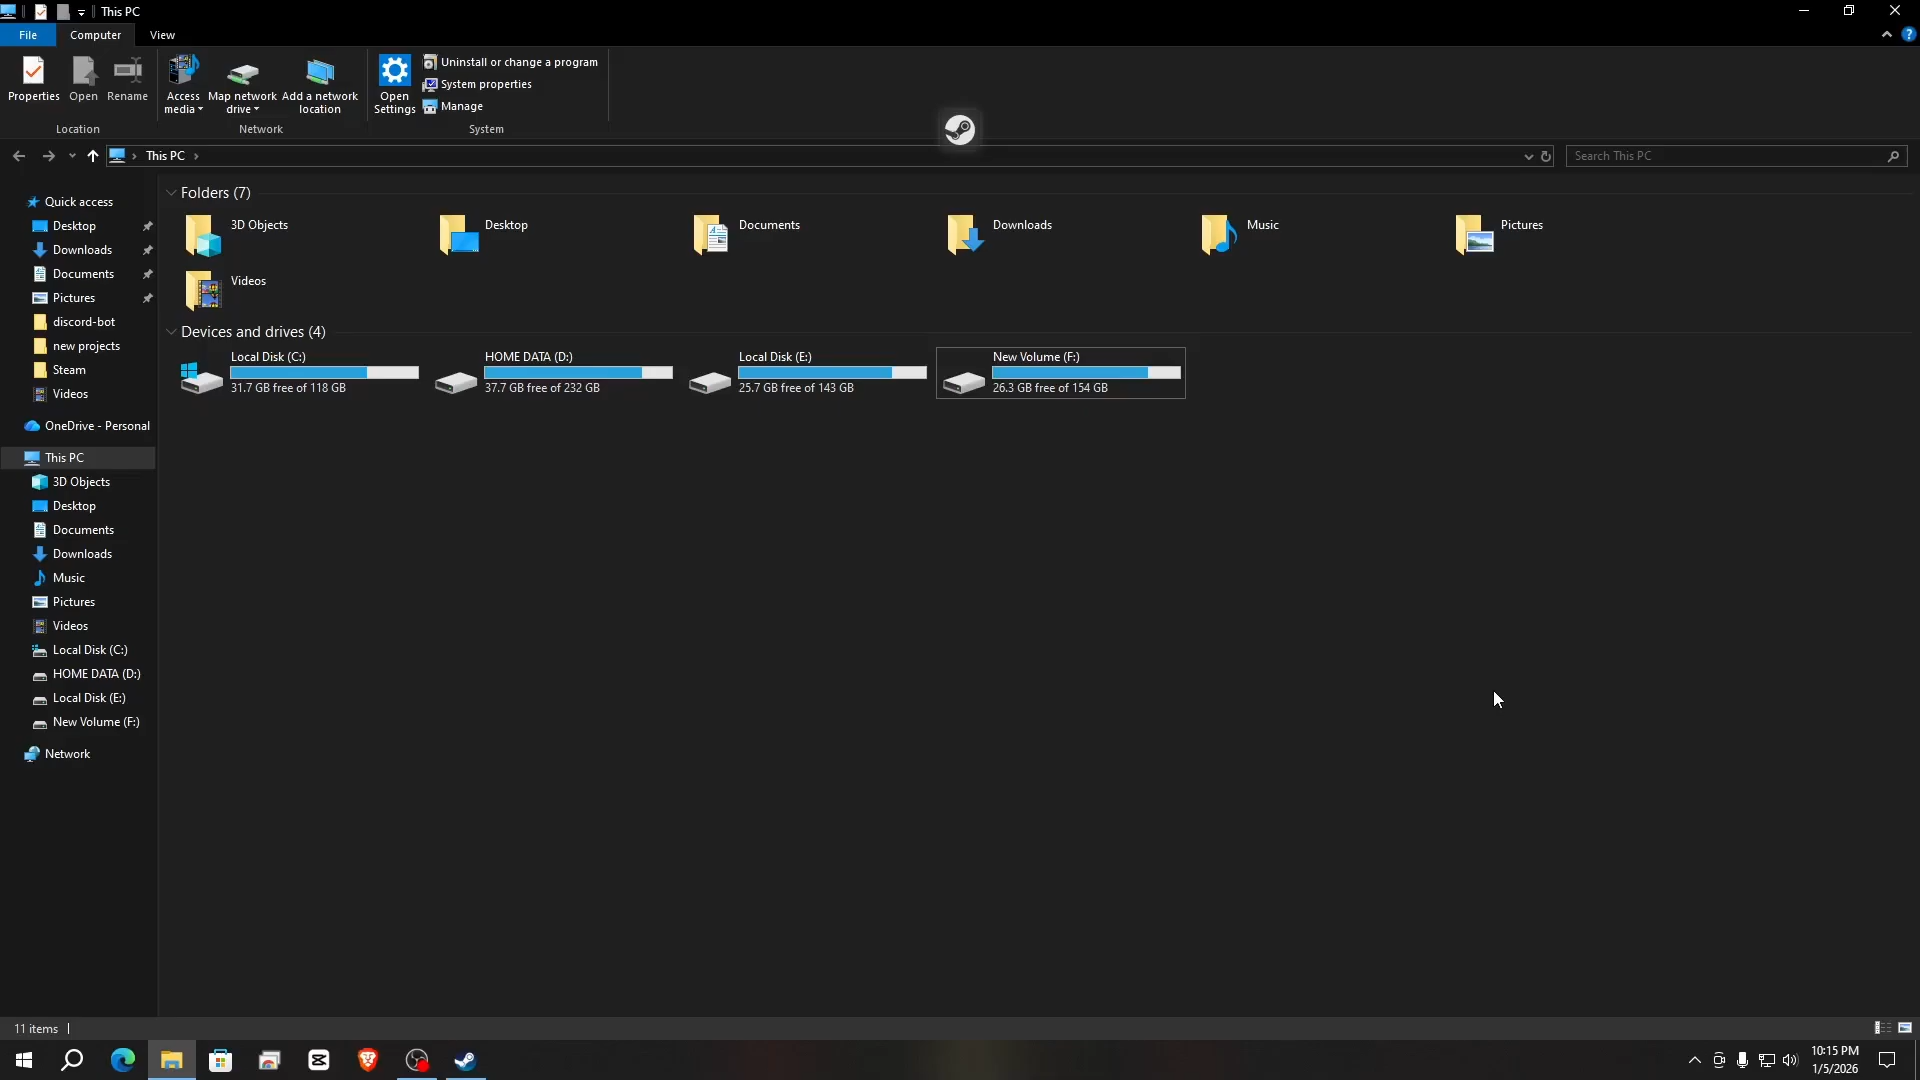 This PC
File
Computer
View
Properties
Open
Rename
Access media
Map network drive
Add a network location
Open Settings
Uninstall or change a program
System properties
Manage
Location
Network
System
This PC
Search This PC
Quick access
Desktop
Downloads
Documents
Pictures
discord-bot
new projects
Steam
Videos
OneDrive - Personal
This PC
3D Objects
Desktop
Documents
Downloads
Music
Pictures
Videos
Local Disk (C:)
HOME DATA (D:)
Local Disk (E:)
New Volume (F:)
Network
Folders (7)
3D Objects
Desktop
Documents
Downloads
Music
Pictures
Videos
Devices and drives (4)
Local Disk (C:)
31.7 GB free of 118 GB
HOME DATA (D:)
37.7 GB free of 232 GB
Local Disk (E:)
25.7 GB free of 143 GB
New Volume (F:)
26.3 GB free of 154 GB
11 items
10:15 PM
1/5/2026